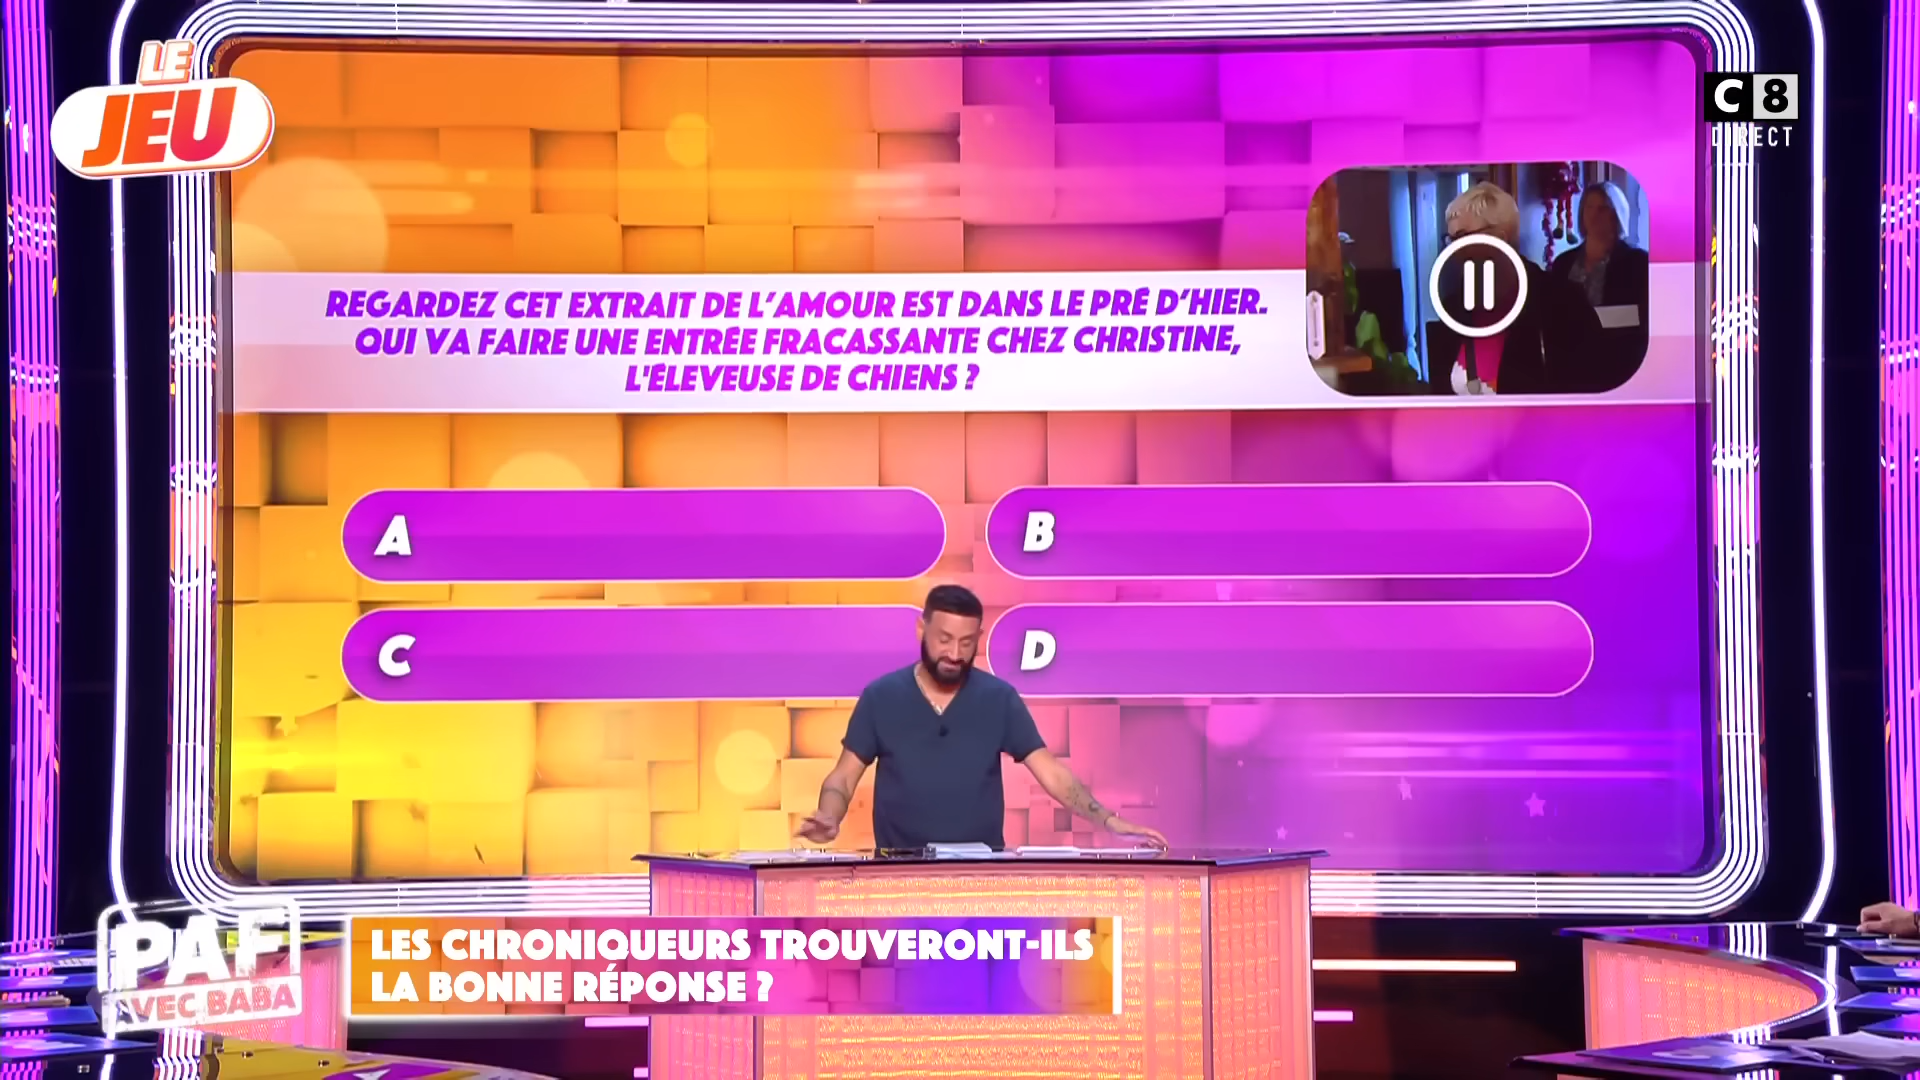 LE
JEU
C8
DIRECT
REGARDEZ CET EXTRAIT DE L'AMOUR EST DANS LE PRÉ D'HIER.
QUI VA FAIRE UNE ENTRÉE FRACASSANTE CHEZ CHRISTINE,
L'ÉLEVEUSE DE CHIENS ?
A
B
C
D
PAF
AVEC BABA
LES CHRONIQUEURS TROUVERONT-ILS
LA BONNE RÉPONSE ?